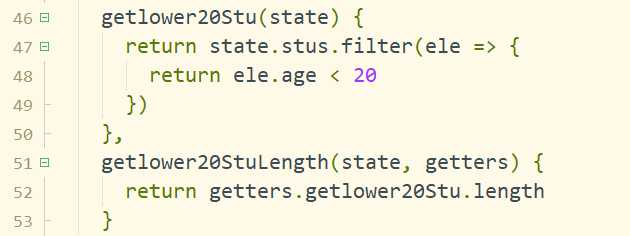 46 getlower20Stu(state) {
47 return state.stus.filter(ele => {
48 return ele.age < 20
49 })
50 },
51 getlower20StuLength(state, getters) {
52 return getters.getlower20Stu.length
53 }